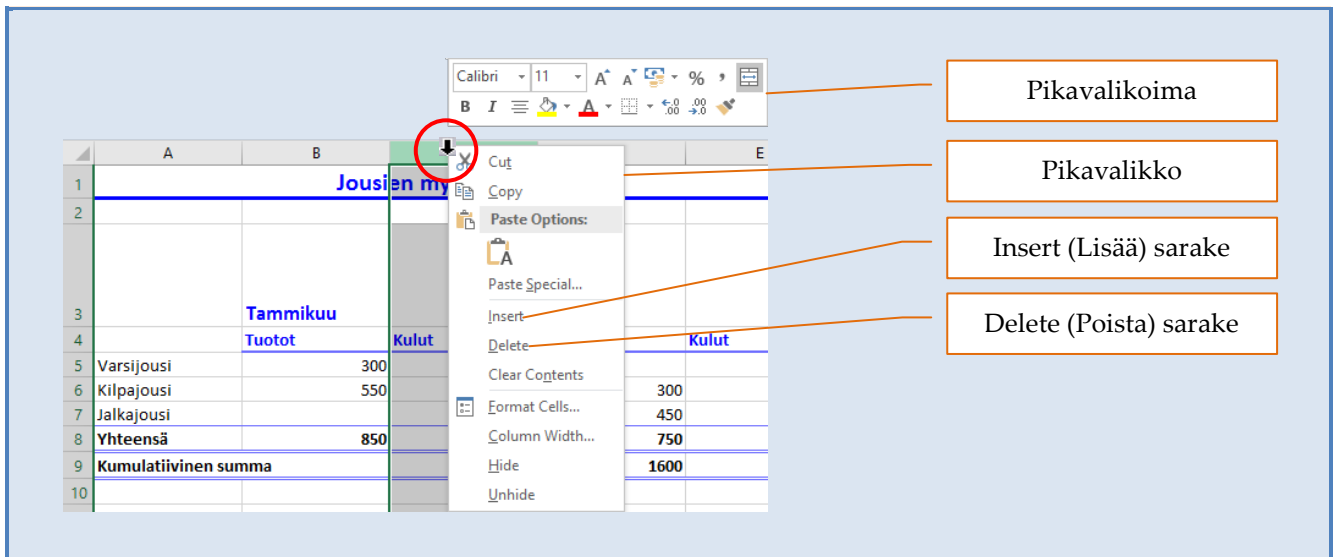 Calibri 11 A A % ,
B I A .00 .00
Pikavalikoima
A B E
Pikavalikko
1 Jousien my
Cut
Copy
2
Paste Options:
A
Insert (Lisää) sarake
Paste Special...
3 Tammikuu
Insert
Delete (Poista) sarake
4 Tuotot Kulut Kulut
Delete
5 Varsijousi 300
Clear Contents
6 Kilpajousi 550 300
Format Cells...
7 Jalkajousi 450
8 Yhteensä 850 750
Column Width...
9 Kumulatiivinen summa 1600
Hide
10
Unhide